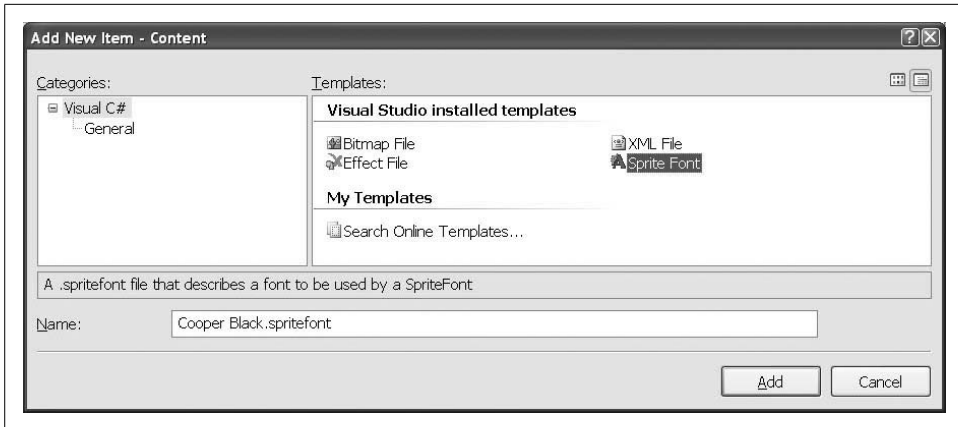 Add New Item - Content
Categories:
Templates:
Visual C#
General
Visual Studio installed templates
Bitmap File
XML File
Effect File
Sprite Font
My Templates
Search Online Templates...
A .spritefont file that describes a font to be used by a SpriteFont
Name:
Cooper Black.spritefont
Add
Cancel